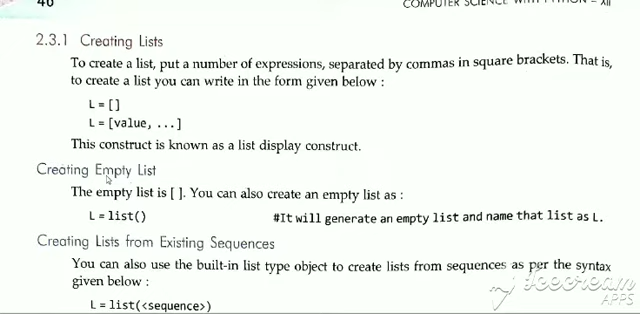 40
COMPUTER SCIENCE WITH PYTHON – XII
2.3.1 Creating Lists
To create a list, put a number of expressions, separated by commas in square brackets. That is,
to create a list you can write in the form given below :
L = []
L = [value, ...]
This construct is known as a list display construct.
Creating Empty List
The empty list is [ ]. You can also create an empty list as :
L = list() #It will generate an empty list and name that list as L.
Creating Lists from Existing Sequences
You can also use the built-in list type object to create lists from sequences as per the syntax
given below :
L = list(<sequence>)
Icecream
APPS